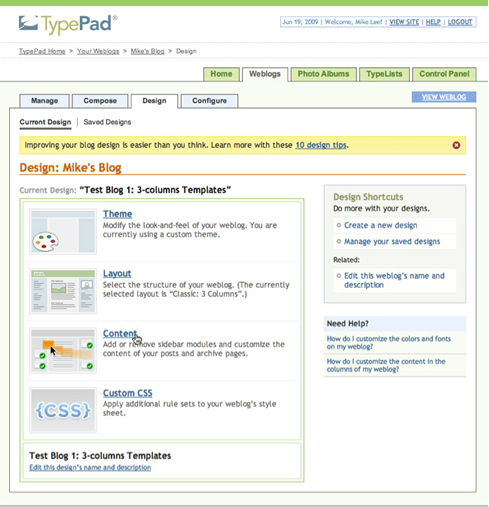 TypePad®
Jun 19, 2009 | Welcome, Mike Lee! | VIEW SITE | HELP | LOGOUT
TypePad Home > Your Weblogs > Mike's Blog > Design
Home Weblogs Photo Albums TypeLists Control Panel
Manage Compose Design Configure
VIEW WEBLOG
Current Design | Saved Designs
Improving your blog design is easier than you think. Learn more with these 10 design tips.
Design: Mike's Blog
Current Design: “Test Blog 1: 3-columns Templates”
Theme
Modify the look-and-feel of your weblog. You are
currently using a custom theme.
Layout
Select the structure of your weblog. (The currently
selected layout is “Classic: 3 Columns”.)
Content
Add or remove sidebar modules and customize the
content of your posts and archive pages.
{CSS}
Custom CSS
Apply additional rule sets to your weblog's style
sheet.
Test Blog 1: 3-columns Templates
Edit this design's name and description
Design Shortcuts
Do more with your designs.
Create a new design
Manage your saved designs
Related:
Edit this weblog's name and
description
Need Help?
How do I customize the colors and fonts
on my weblog?
How do I customize the content in the
columns of my weblog?